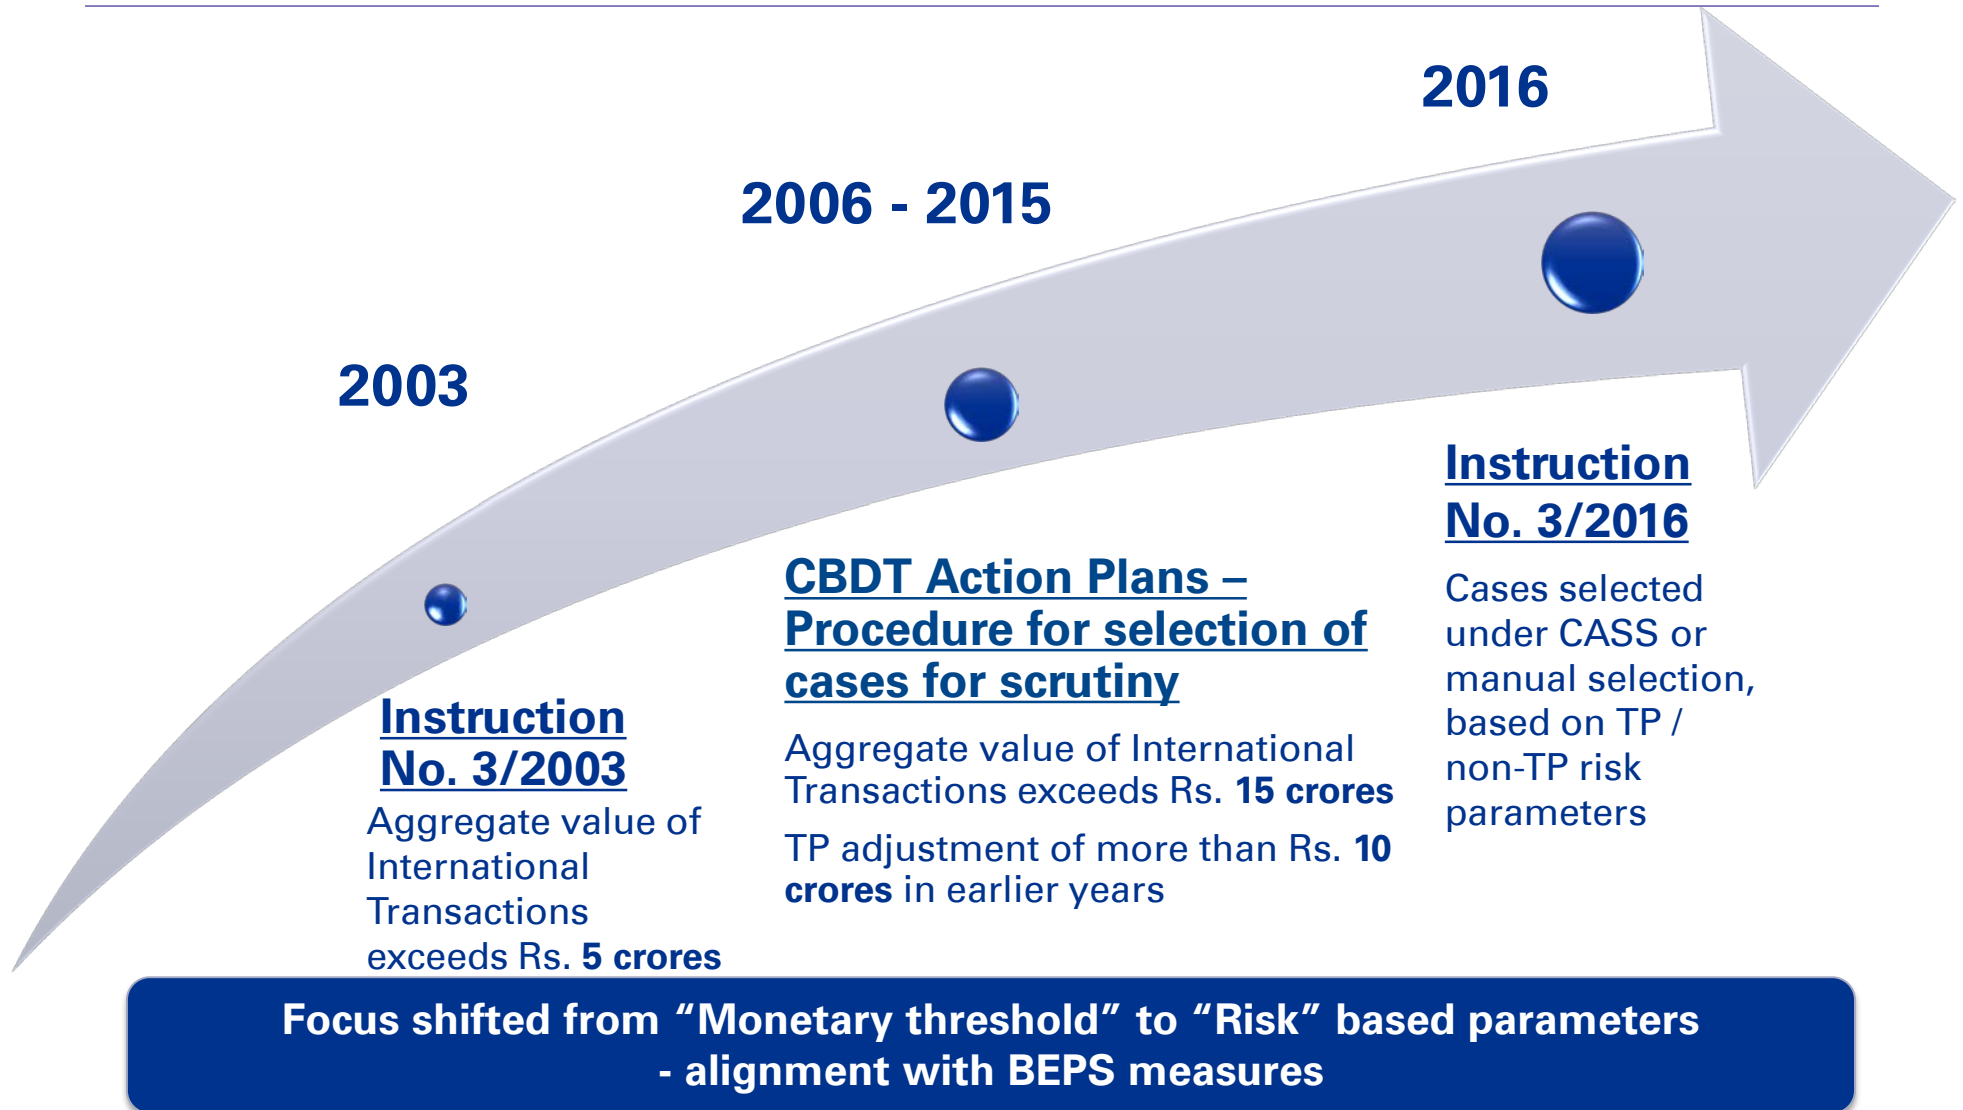 2003
Instruction
No. 3/2003
Aggregate value of
International
Transactions
exceeds Rs. 5 crores
2006 - 2015
CBDT Action Plans –
Procedure for selection of
cases for scrutiny
Aggregate value of International
Transactions exceeds Rs. 15 crores
TP adjustment of more than Rs. 10
crores in earlier years
2016
Instruction
No. 3/2016
Cases selected
under CASS or
manual selection,
based on TP /
non-TP risk
parameters
Focus shifted from “Monetary threshold” to “Risk” based parameters
- alignment with BEPS measures